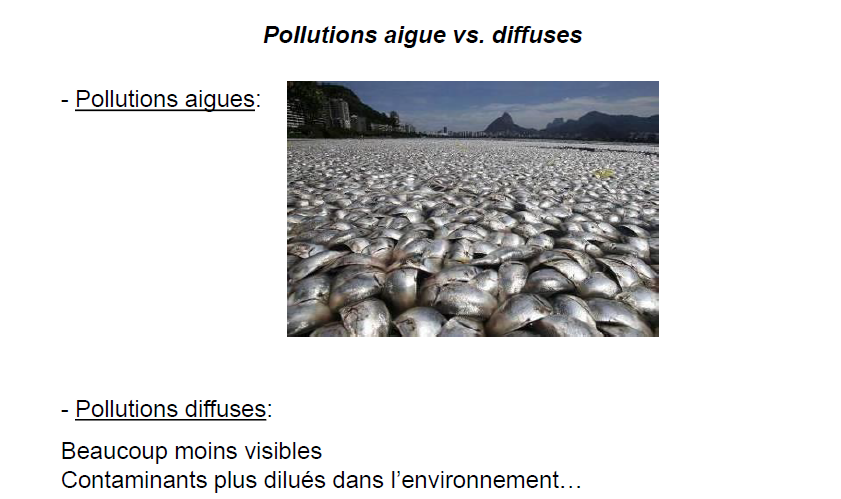 Pollutions aigue vs. diffuses
- Pollutions aigues:
- Pollutions diffuses:
Beaucoup moins visibles
Contaminants plus dilués dans l'environnement…